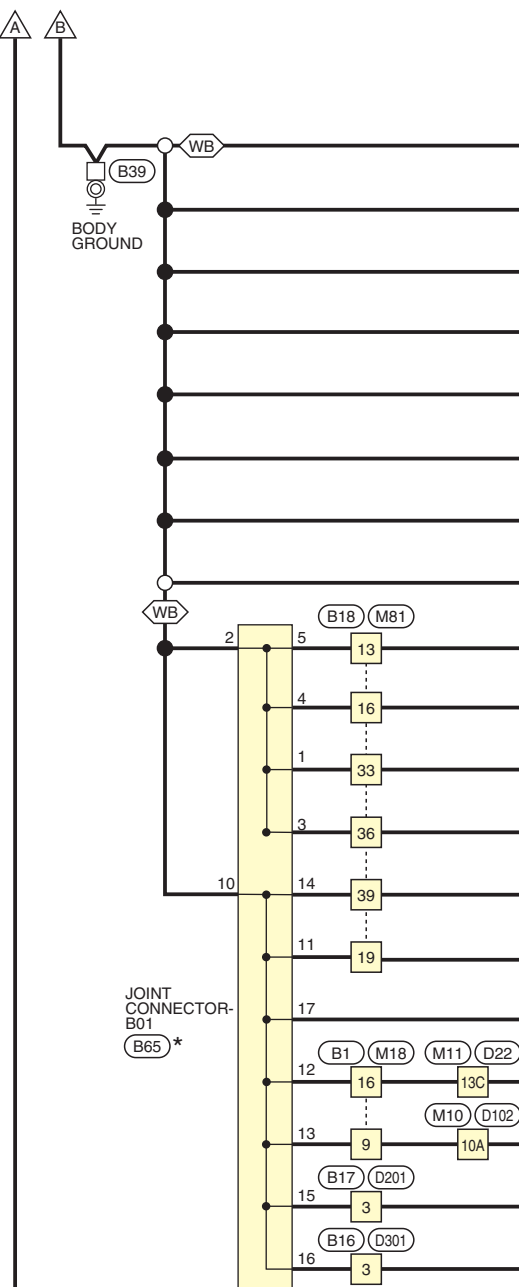 A B
WB
B39
BODY
GROUND
WB
B18 M81
2 5 13
4 16
1 33
3 36
10 14 39
11 19
JOINT
CONNECTOR-
B01
B65 *
17
B1 M18 M11 D22
12 16 13C
M10 D102
13 9 10A
B17 D201
15 3
B16 D301
16 3